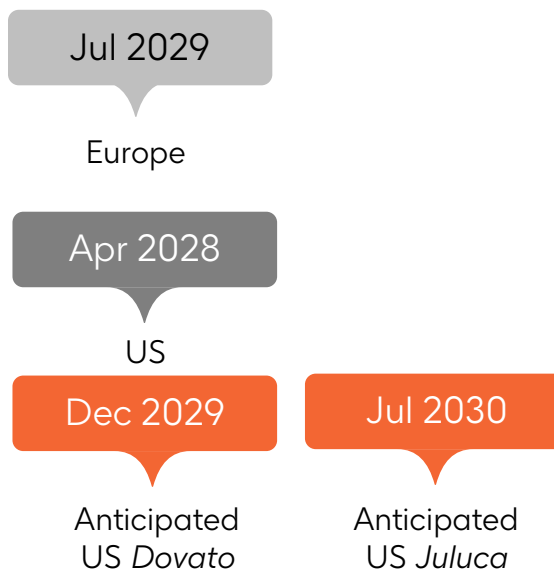 Jul 2029
Europe
Apr 2028
US
Dec 2029
Anticipated
US Dovato
Jul 2030
Anticipated
US Juluca